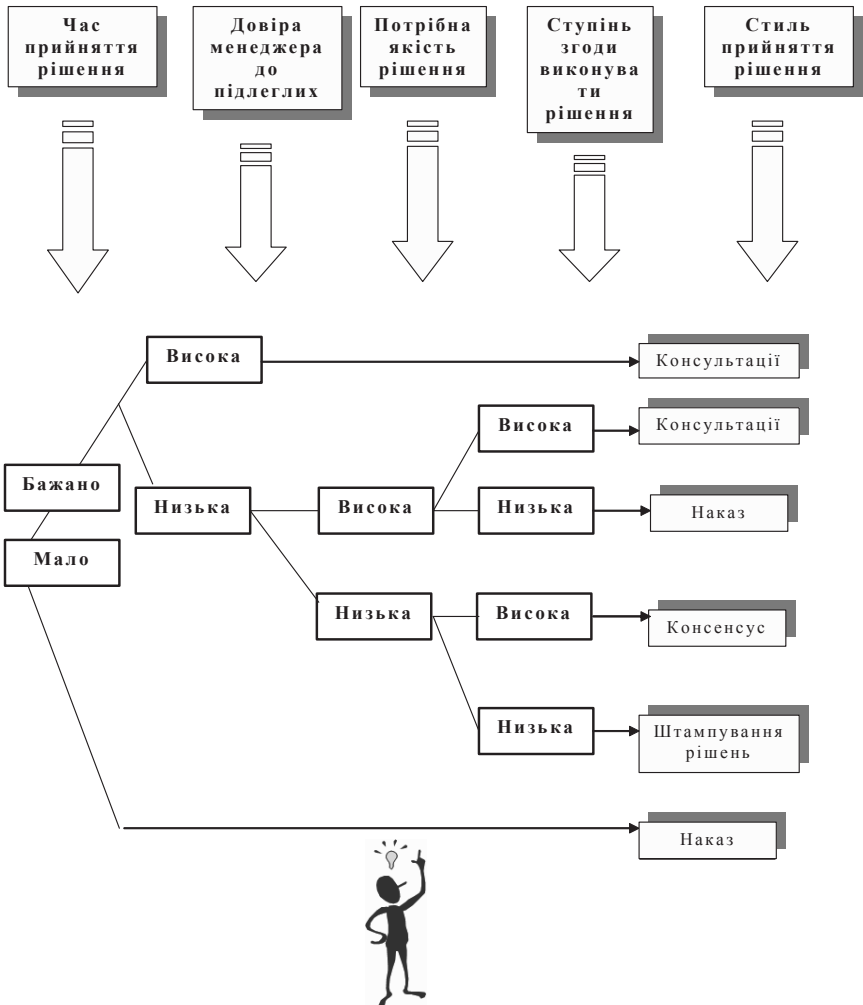 Час
прийняття
рішення
Довіра
менеджера
до
підлеглих
Потрібна
якість
рішення
Ступінь
згоди
виконува
ти
рішення
Стиль
прийняття
рішення
Висока
Консультації
Висока
Консультації
Бажано
Низька
Висока
Низька
Наказ
Мало
Низька
Висока
Консенсус
Низька
Штампування
рішень
Наказ